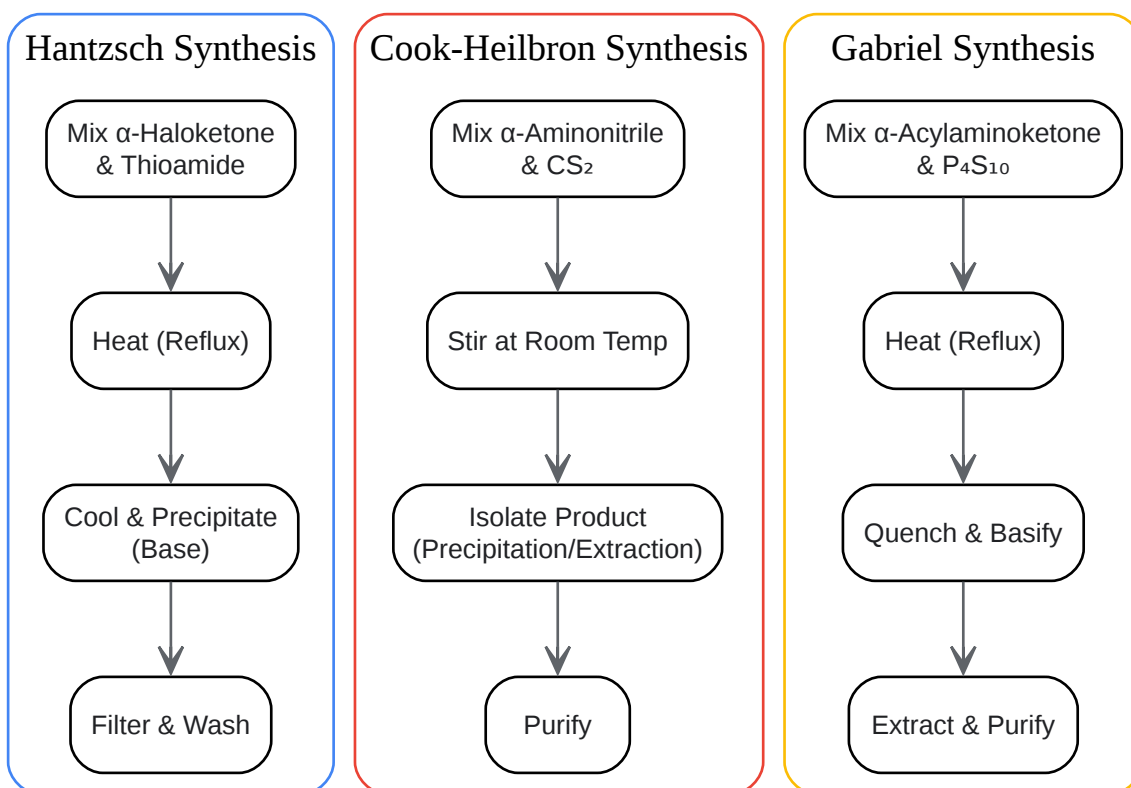 Hantzsch Synthesis
Mix α-Haloketone
& Thioamide
Heat (Reflux)
Cool & Precipitate
(Base)
Filter & Wash
Cook-Heilbron Synthesis
Mix α-Aminonitrile
& CS₂
Stir at Room Temp
Isolate Product
(Precipitation/Extraction)
Purify
Gabriel Synthesis
Mix α-Acylaminoketone
& P₄S₁₀
Heat (Reflux)
Quench & Basify
Extract & Purify